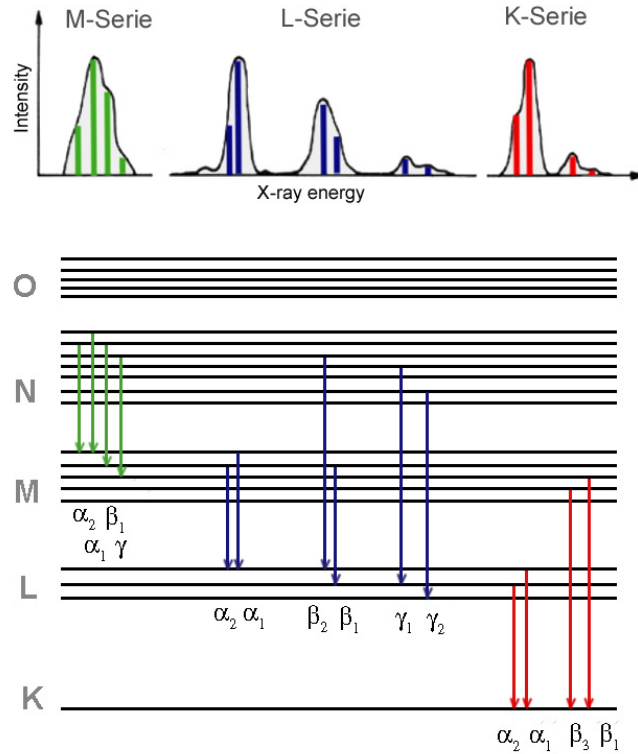 M-Serie L-Serie K-Serie
Intensity
X-ray energy
O
N
M
α₂ β₁
α₁ γ
L
α₂ α₁ β₂ β₁ γ₁ γ₂
K
α₂ α₁ β₃ β₁